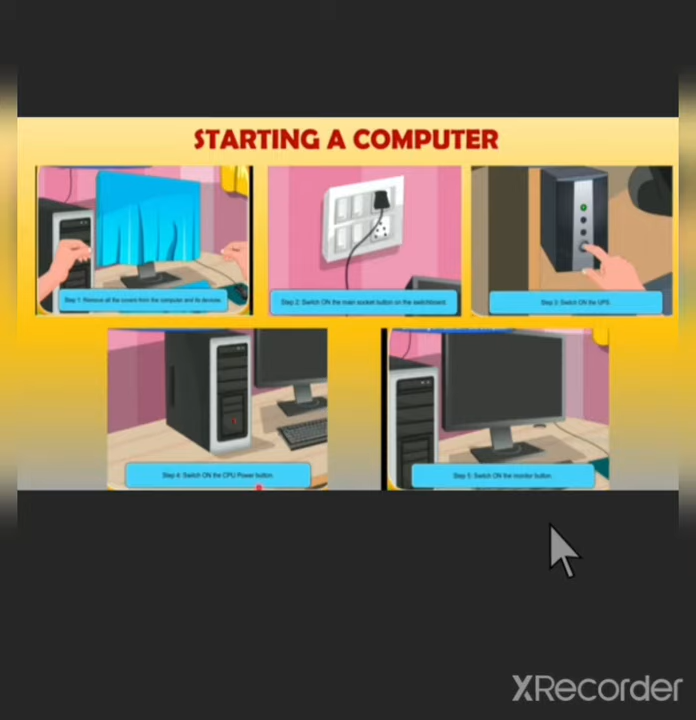 STARTING A COMPUTER
Step 1: Remove all the covers from the computer and its devices.
Step 2: Switch ON the main socket button on the switchboard.
Step 3: Switch ON the UPS.
Step 4: Switch ON the CPU Power button.
Step 5: Switch ON the monitor button.
XRecorder